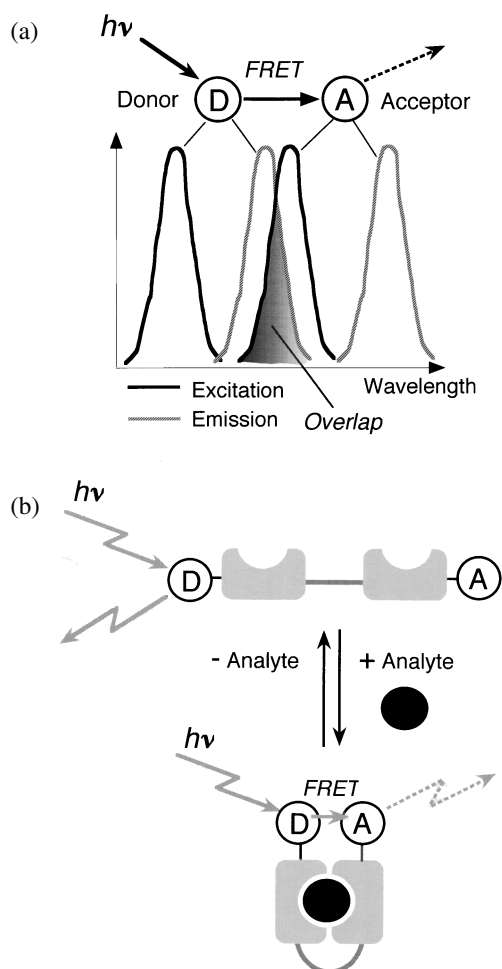 (a)
hν
FRET
Donor D A Acceptor
Excitation Wavelength
Emission Overlap
(b)
hν
D A
- Analyte + Analyte
hν
FRET
D A